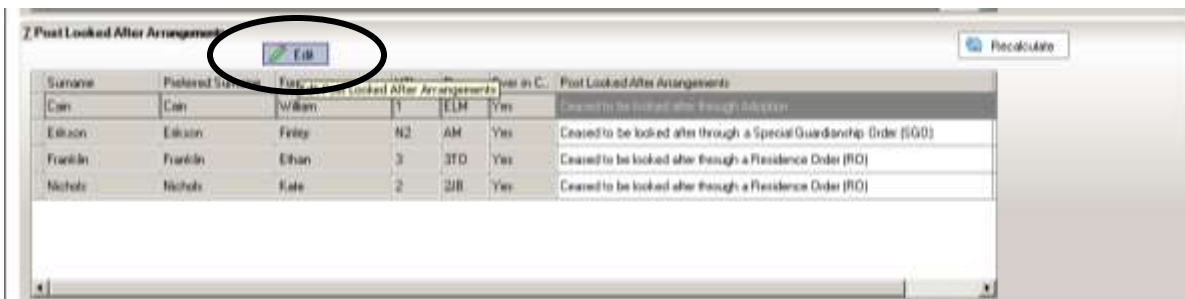 7 Post Looked After Arrangements
Edit
Recalculate
Surname Preferred Surname Post Looked After Arrangements
Post Looked After Arrangements
Cain Cain William 1 ELM Yes Ceased to be looked after through Adoption
Erikson Erikson Finley N2 AM Yes Ceased to be looked after through a Special Guardianship Order (SGO)
Franklin Franklin Ethan 3 3TO Yes Ceased to be looked after through a Residence Order (RO)
Nichols Nichols Kate 2 Yes Ceased to be looked after through a Residence Order (RO)